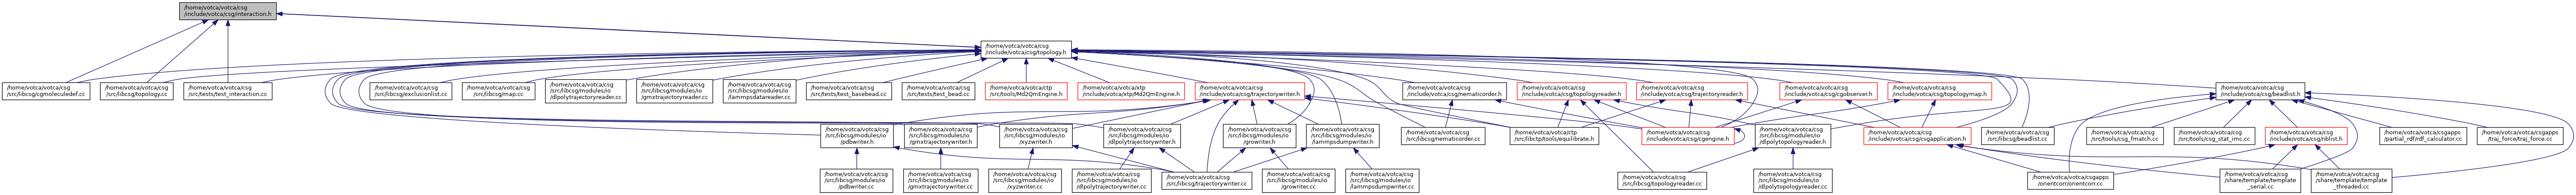 /home/votca/votca/csg
/include/votca/csg/interaction.h
/home/votca/votca/csg
/include/votca/csg/topology.h
/home/votca/votca/csg
/src/libcsg/cgmoleculedef.cc
/home/votca/votca/csg
/src/libcsg/topology.cc
/home/votca/votca/csg
/src/tests/test_interaction.cc
/home/votca/votca/csg
/src/libcsg/exclusionlist.cc
/home/votca/votca/csg
/src/libcsg/map.cc
/home/votca/votca/csg
/src/libcsg/modules/io
/dlpolytrajectoryreader.cc
/home/votca/votca/csg
/src/libcsg/modules/io
/gmxtrajectoryreader.cc
/home/votca/votca/csg
/src/libcsg/modules/io
/lammpsdatareader.cc
/home/votca/votca/csg
/src/tests/test_basebead.cc
/home/votca/votca/csg
/src/tests/test_bead.cc
/home/votca/votca/ctp
/src/tools/Md2QmEngine.h
/home/votca/votca/xtp
/include/votca/xtp/Md2QmEngine.h
/home/votca/votca/csg
/include/votca/csg/trajectorywriter.h
/home/votca/votca/csg
/include/votca/csg/nematicorder.h
/home/votca/votca/csg
/include/votca/csg/topologyreader.h
/home/votca/votca/csg
/include/votca/csg/trajectoryreader.h
/home/votca/votca/csg
/include/votca/csg/cgobserver.h
/home/votca/votca/csg
/include/votca/csg/topologymap.h
/home/votca/votca/csg
/include/votca/csg/beadlist.h
/home/votca/votca/csg
/src/libcsg/modules/io
/pdbwriter.h
/home/votca/votca/csg
/src/libcsg/modules/io
/gmxtrajectorywriter.h
/home/votca/votca/csg
/src/libcsg/modules/io
/xyzwriter.h
/home/votca/votca/csg
/src/libcsg/modules/io
/dlpolytrajectorywriter.h
/home/votca/votca/csg
/src/libcsg/modules/io
/growriter.h
/home/votca/votca/csg
/src/libcsg/modules/io
/lammpsdumpwriter.h
/home/votca/votca/csg
/src/libcsg/nematicorder.cc
/home/votca/votca/ctp
/src/libctp/tools/equilibrate.h
/home/votca/votca/csg
/include/votca/csg/cgengine.h
/home/votca/votca/csg
/src/libcsg/modules/io
/dlpolytopologyreader.h
/home/votca/votca/csg
/include/votca/csg/csgapplication.h
/home/votca/votca/csg
/src/libcsg/beadlist.cc
/home/votca/votca/csg
/src/tools/csg_fmatch.cc
/home/votca/votca/csg
/src/tools/csg_stat_imc.cc
/home/votca/votca/csg
/include/votca/csg/nblist.h
/home/votca/votca/csgapps
/partial_rdf/rdf_calculator.cc
/home/votca/votca/csgapps
/traj_force/traj_force.cc
/home/votca/votca/csg
/src/libcsg/modules/io
/pdbwriter.cc
/home/votca/votca/csg
/src/libcsg/modules/io
/gmxtrajectorywriter.cc
/home/votca/votca/csg
/src/libcsg/modules/io
/xyzwriter.cc
/home/votca/votca/csg
/src/libcsg/modules/io
/dlpolytrajectorywriter.cc
/home/votca/votca/csg
/src/libcsg/trajectorywriter.cc
/home/votca/votca/csg
/src/libcsg/modules/io
/growriter.cc
/home/votca/votca/csg
/src/libcsg/modules/io
/lammpsdumpwriter.cc
/home/votca/votca/csg
/src/libcsg/topologyreader.cc
/home/votca/votca/csg
/src/libcsg/modules/io
/dlpolytopologyreader.cc
/home/votca/votca/csgapps
/orientcorr/orientcorr.cc
/home/votca/votca/csg
/share/template/template
_serial.cc
/home/votca/votca/csg
/share/template/template
_threaded.cc